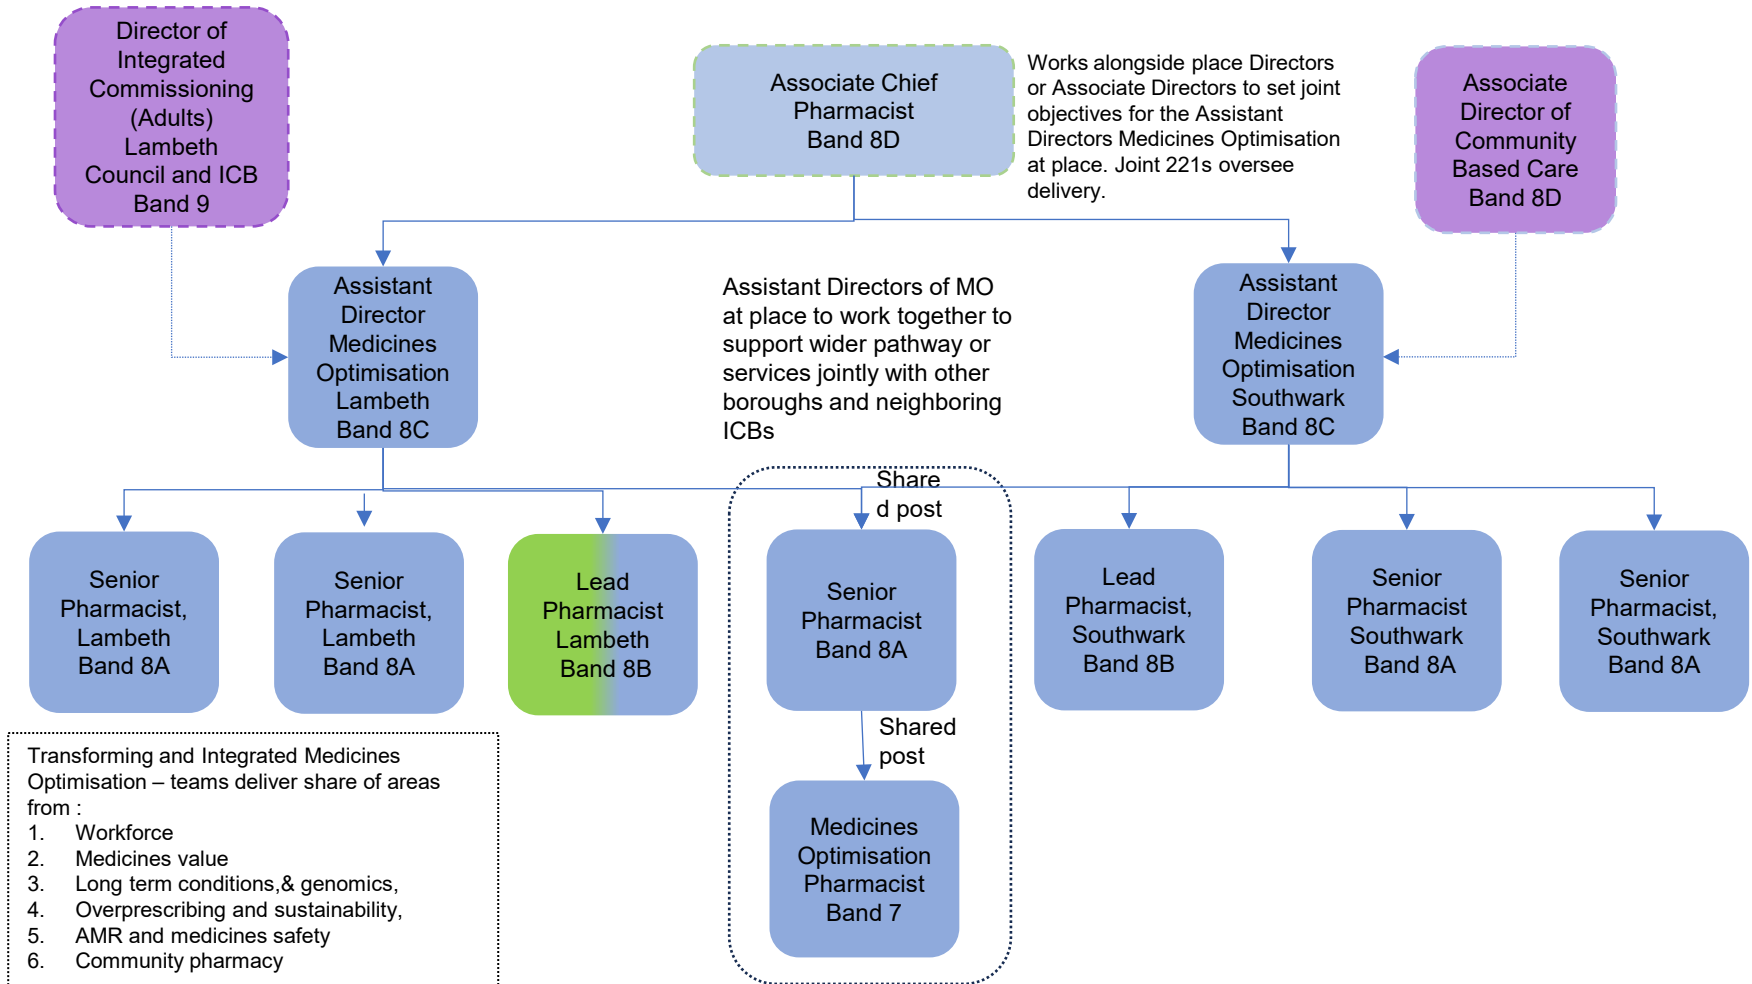 Director of
Integrated
Commissioning
(Adults)
Lambeth
Council and ICB
Band 9
Associate Chief
Pharmacist
Band 8D
Works alongside place Directors
or Associate Directors to set joint
objectives for the Assistant
Directors Medicines Optimisation
at place. Joint 221s oversee
delivery.
Associate
Director of
Community
Based Care
Band 8D
Assistant
Director
Medicines
Optimisation
Lambeth
Band 8C
Assistant Directors of MO
at place to work together to
support wider pathway or
services jointly with other
boroughs and neighboring
ICBs
Assistant
Director
Medicines
Optimisation
Southwark
Band 8C
Share
d post
Senior
Pharmacist,
Lambeth
Band 8A
Senior
Pharmacist,
Lambeth
Band 8A
Lead
Pharmacist
Lambeth
Band 8B
Senior
Pharmacist
Band 8A
Lead
Pharmacist,
Southwark
Band 8B
Senior
Pharmacist
Southwark
Band 8A
Senior
Pharmacist,
Southwark
Band 8A
Shared
post
Medicines
Optimisation
Pharmacist
Band 7
Transforming and Integrated Medicines
Optimisation – teams deliver share of areas
from :
1. Workforce
2. Medicines value
3. Long term conditions,& genomics,
4. Overprescribing and sustainability,
5. AMR and medicines safety
6. Community pharmacy